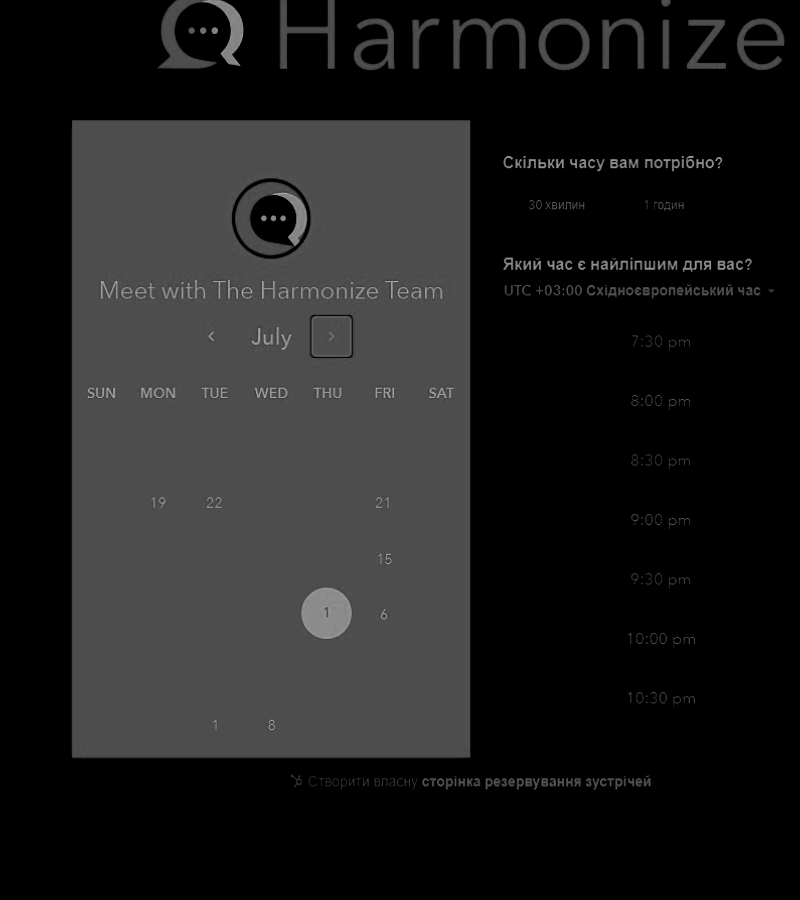 Harmonize
Meet with The Harmonize Team
July
SUN MON TUE WED THU FRI SAT
19 22 21
15
1 6
1 8
Скільки часу вам потрібно?
30 хвилин 1 годин
Який час є найліпшим для вас?
UTC +03:00 Східноєвропейський час
7:30 pm
8:00 pm
8:30 pm
9:00 pm
9:30 pm
10:00 pm
10:30 pm
Створити власну сторінка резервування зустрічей